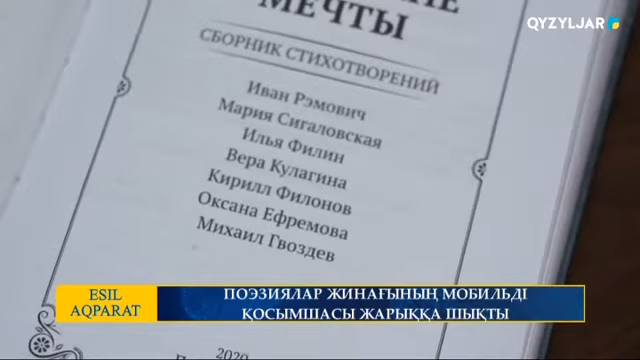 QYZYLJAR
МЕЧТЫ
СБОРНИК СТИХОТВОРЕНИЙ
Иван Рэмович
Мария Сигаловская
Илья Филин
Вера Кулагина
Кирилл Филонов
Оксана Ефремова
Михаил Гвоздев
ESIL
AQPARAT
ПОЭЗИЯЛАР ЖИНАҒЫНЫҢ МОБИЛЬДІ
ҚОСЫМШАСЫ ЖАРЫҚҚА ШЫҚТЫ
2020